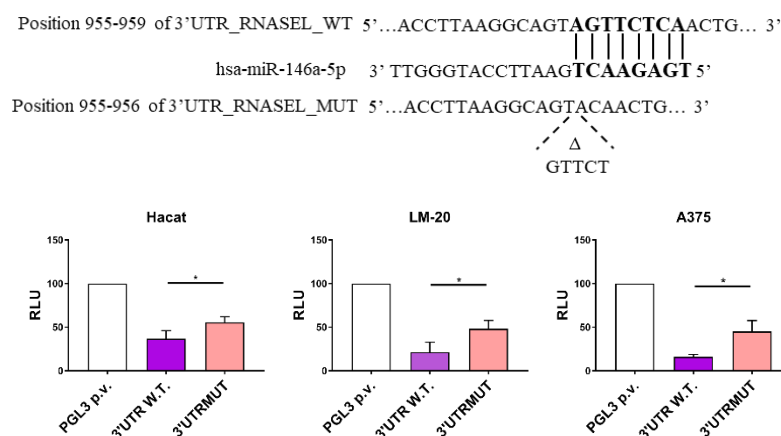 Position 955-959 of 3’UTR_RNASEL_WT 5’…ACCTTAAGGCAGTAGTTCTCAACTG… 3’
hsa-miR-146a-5p 3’ TTGGGTACCTTAAGTCAAGAGT 5’
Position 955-956 of 3’UTR_RNASEL_MUT 5’…ACCTTAAGGCAGTACAACTG… 3’
Δ
GTTCT
Hacat
RLU
150
100
50
0
*
PGL3 p.v.
3'UTR W.T.
3'UTRMUT
LM-20
RLU
150
100
50
0
*
PGL3 p.v.
3'UTR W.T.
3'UTRMUT
A375
RLU
150
100
50
0
*
PGL3 p.v.
3'UTR W.T.
3'UTRMUT